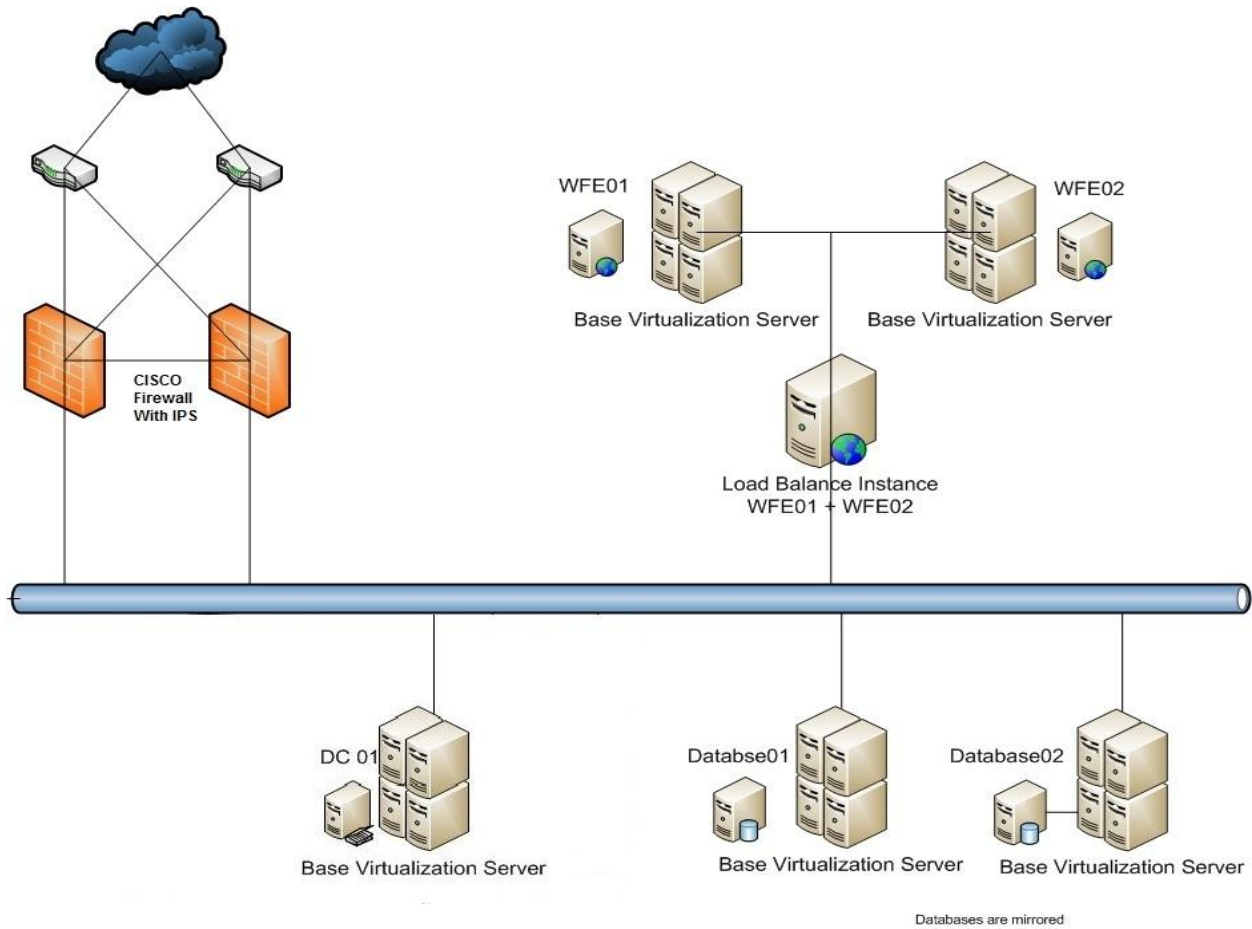 WFE01
WFE02
Base Virtualization Server
Base Virtualization Server
CISCO
Firewall
With IPS
Load Balance Instance
WFE01 + WFE02
DC 01
Databse01
Database02
Base Virtualization Server
Base Virtualization Server
Base Virtualization Server
Databases are mirrored